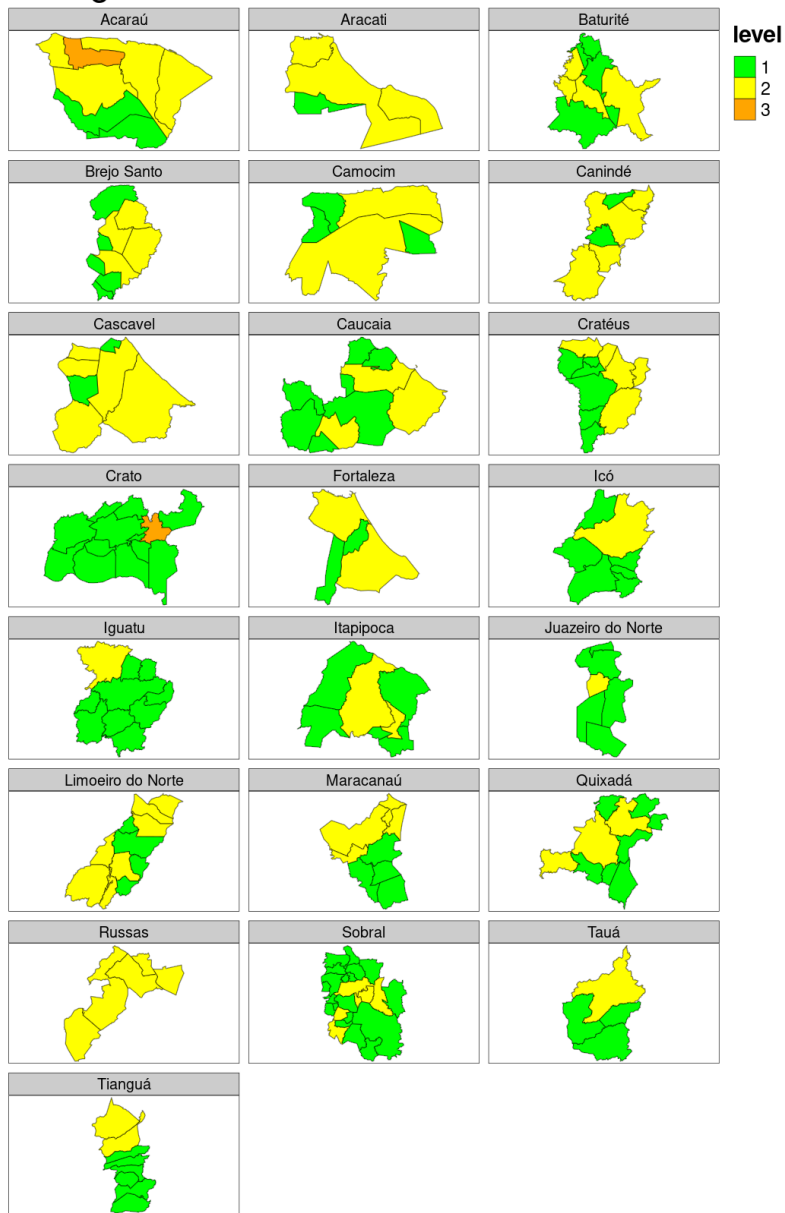 Acaraú Aracati Baturité
level
1
2
3
Brejo Santo Camocim Canindé
Cascavel Caucaia Cratéus
Crato Fortaleza Icó
Iguatu Itapipoca Juazeiro do Norte
Limoeiro do Norte Maracanaú Quixadá
Russas Sobral Tauá
Tianguá